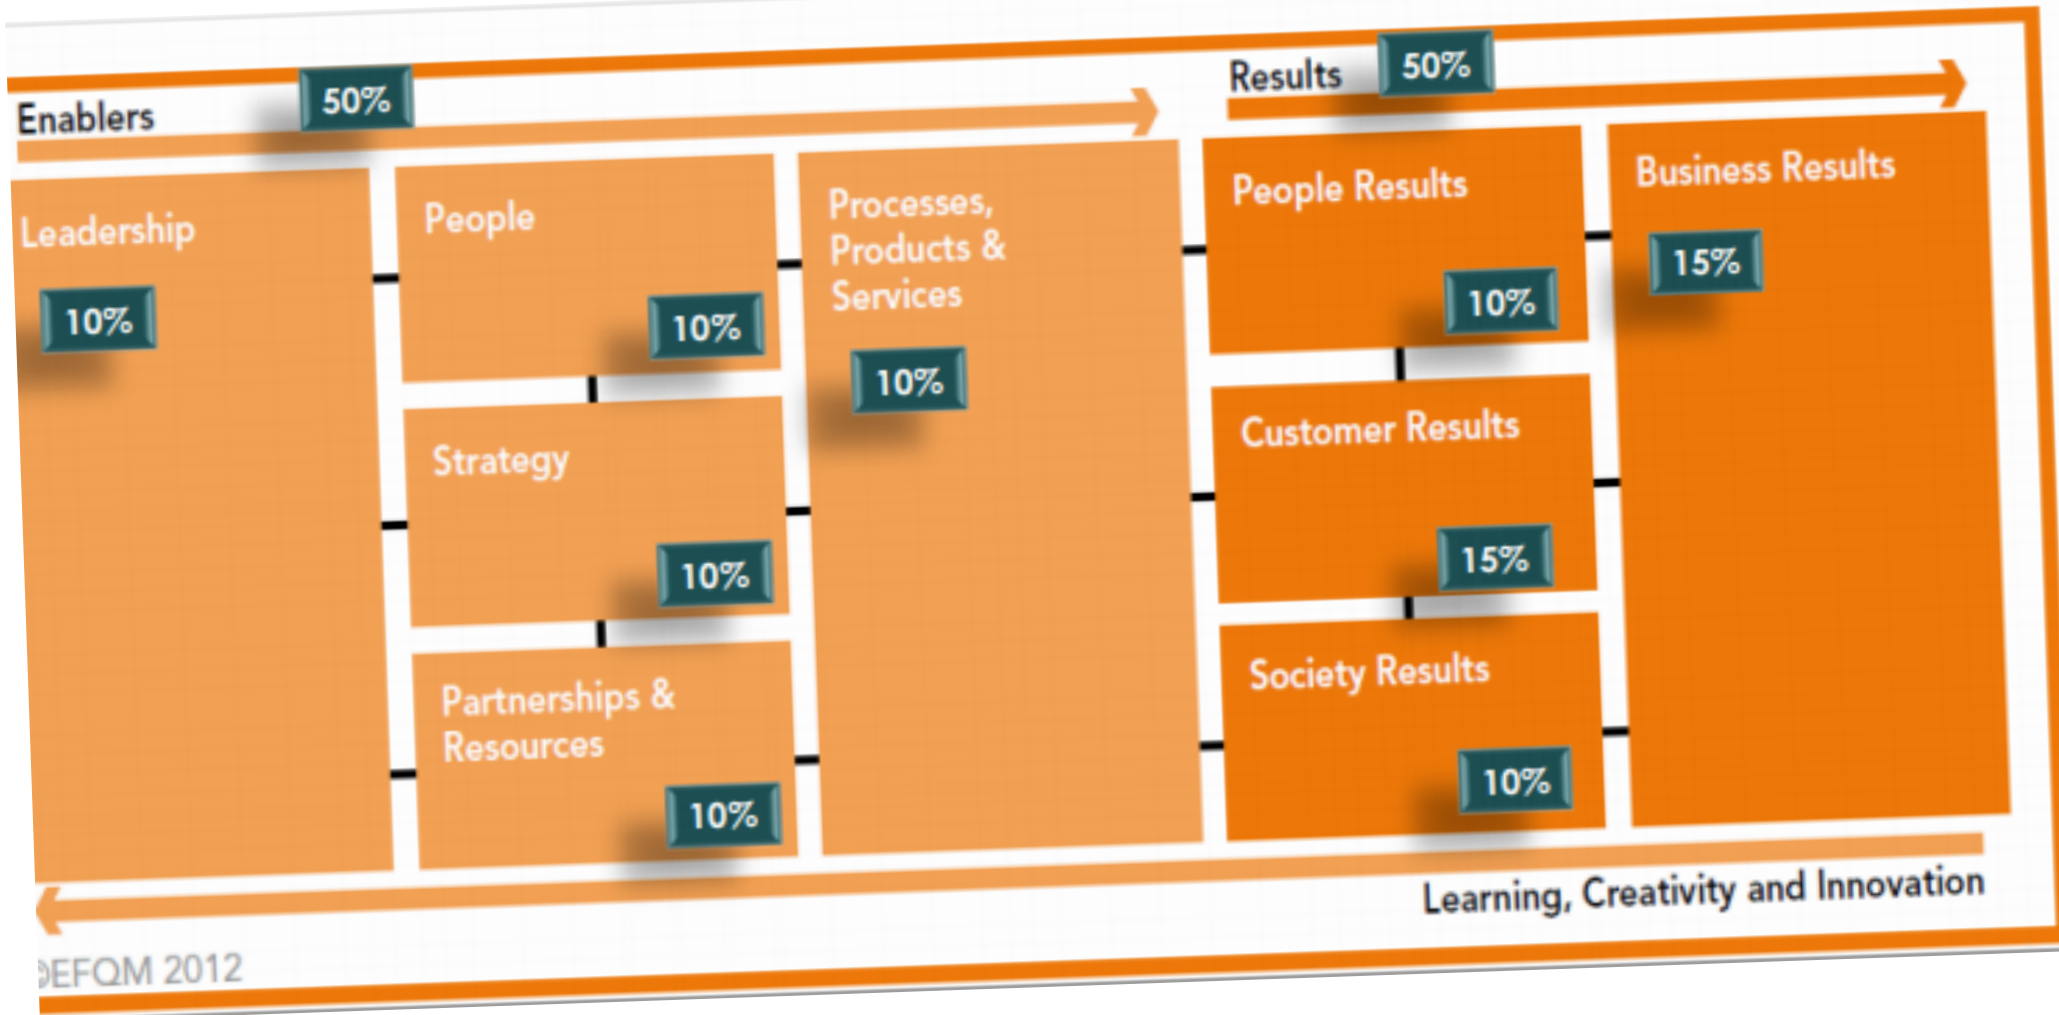 Enablers
50%
Results
50%
Leadership
10%
People
10%
Strategy
10%
Partnerships &
Resources
10%
Processes,
Products &
Services
10%
People Results
10%
Customer Results
15%
Society Results
10%
Business Results
15%
Learning, Creativity and Innovation
©EFQM 2012